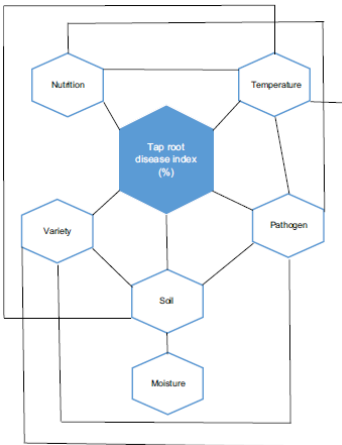 Nutrition
Temperature
Tap root
disease index
(%)
Variety
Pathogen
Soil
Moisture